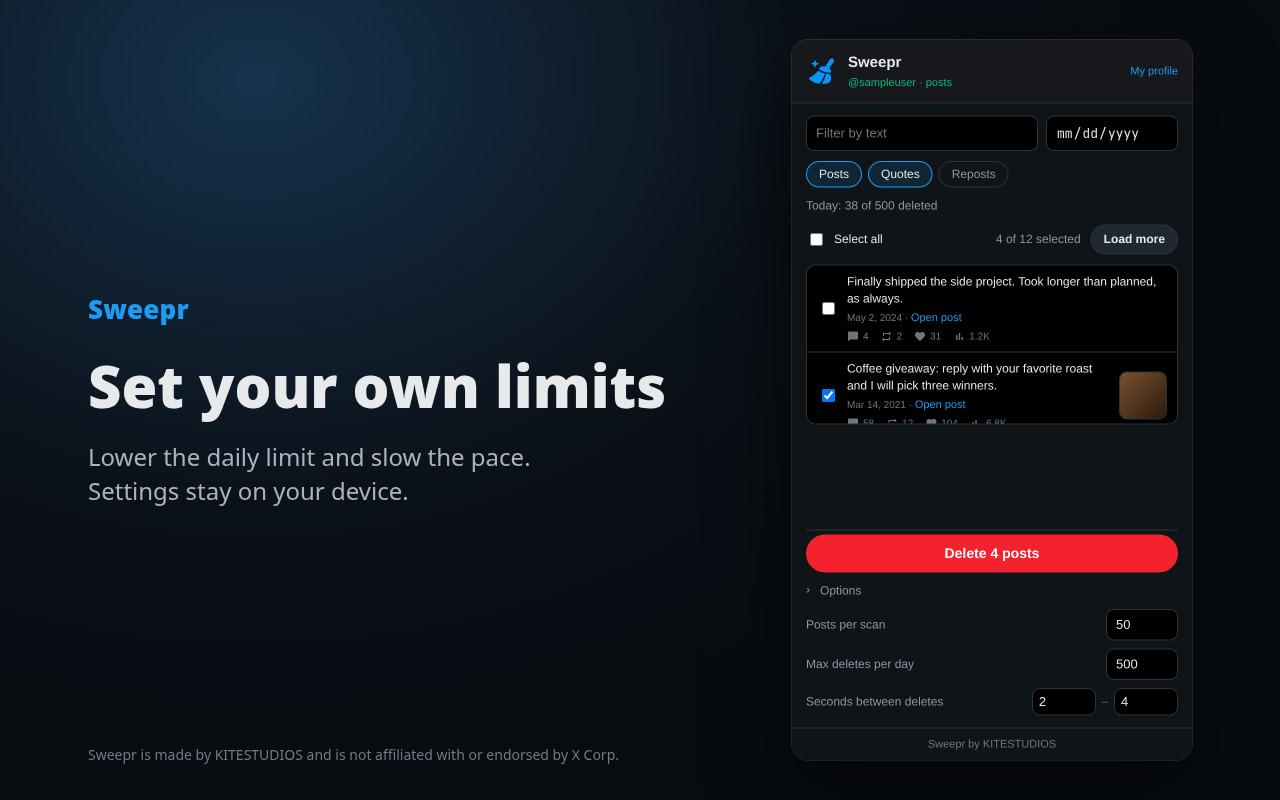 Sweepr
Set your own limits
Lower the daily limit and slow the pace.
Settings stay on your device.
Sweepr is made by KITESTUDIOS and is not affiliated with or endorsed by X Corp.
Sweepr
@sampleuser · posts
My profile
Filter by text
mm/dd/yyyy
Posts
Quotes
Reposts
Today: 38 of 500 deleted
Select all
4 of 12 selected
Load more
Finally shipped the side project. Took longer than planned,
as always.
May 2, 2024 · Open post
4 2 31 1.2K
Coffee giveaway: reply with your favorite roast
and I will pick three winners.
Mar 14, 2021 · Open post
58 12 104 6.8K
Delete 4 posts
› Options
Posts per scan
50
Max deletes per day
500
Seconds between deletes
2 – 4
Sweepr by KITESTUDIOS